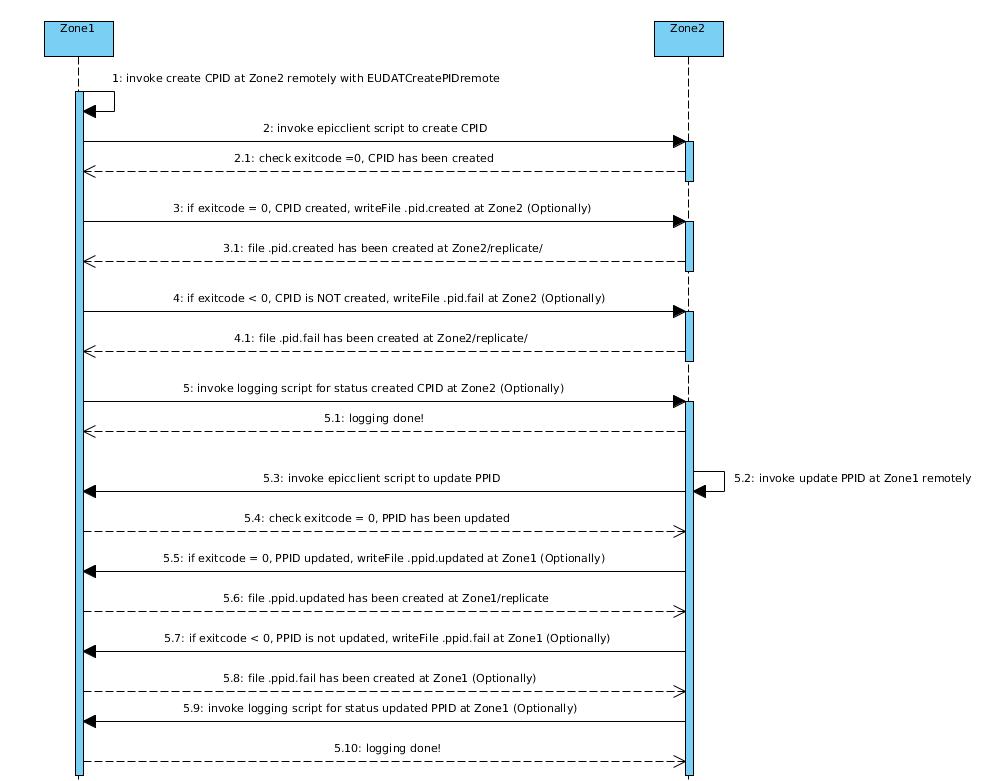 Zone1
Zone2
1: invoke create CPID at Zone2 remotely with EUDATCreatePIDremote
2: invoke epicclient script to create CPID
2.1: check exitcode =0, CPID has been created
3: if exitcode = 0, CPID created, writeFile .pid.created at Zone2 (Optionally)
3.1: file .pid.created has been created at Zone2/replicate/
4: if exitcode < 0, CPID is NOT created, writeFile .pid.fail at Zone2 (Optionally)
4.1: file .pid.fail has been created at Zone2/replicate/
5: invoke logging script for status created CPID at Zone2 (Optionally)
5.1: logging done!
5.3: invoke epicclient script to update PPID
5.2: invoke update PPID at Zone1 remotely
5.4: check exitcode = 0, PPID has been updated
5.5: if exitcode = 0, PPID updated, writeFile .ppid.updated at Zone1 (Optionally)
5.6: file .ppid.updated has been created at Zone1/replicate
5.7: if exitcode < 0, PPID is not updated, writeFile .ppid.fail at Zone1 (Optionally)
5.8: file .ppid.fail has been created at Zone1 (Optionally)
5.9: invoke logging script for status updated PPID at Zone1 (Optionally)
5.10: logging done!